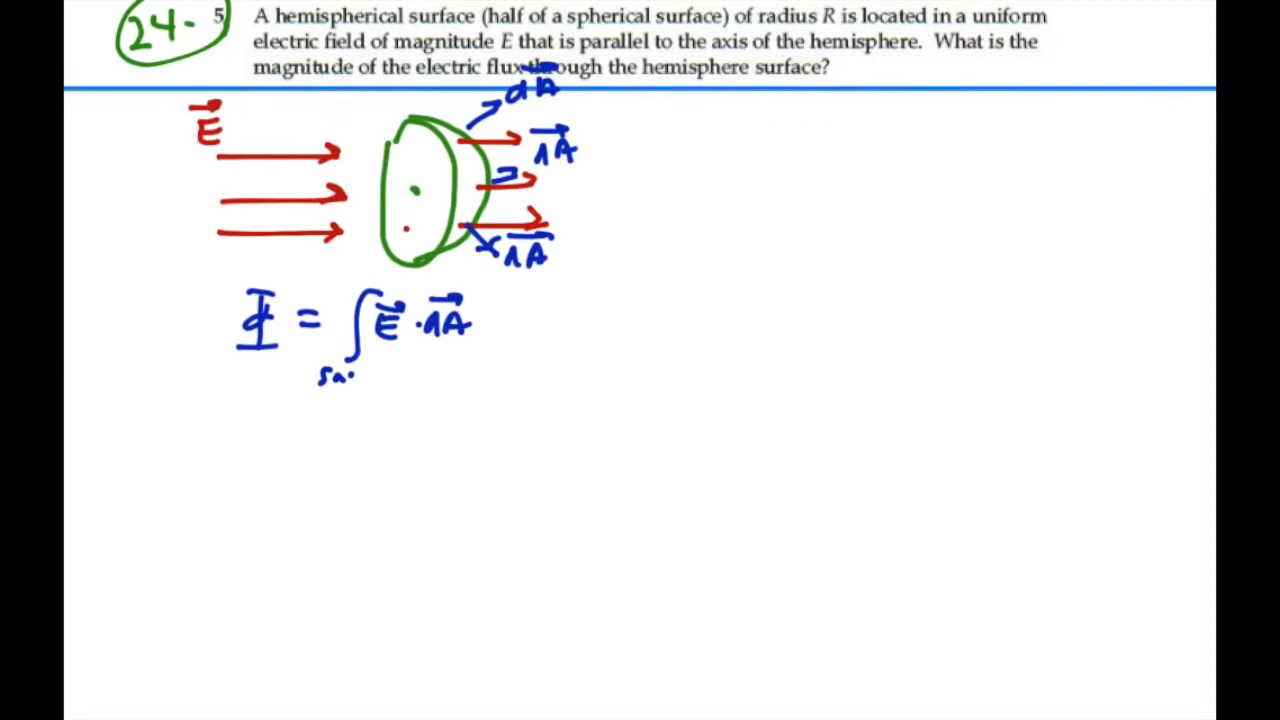 24-
5 A hemispherical surface (half of a spherical surface) of radius R is located in a uniform
electric field of magnitude E that is parallel to the axis of the hemisphere. What is the
magnitude of the electric flux through the hemisphere surface?
dA
E
dA
dA
Φ = ∫ E · dA